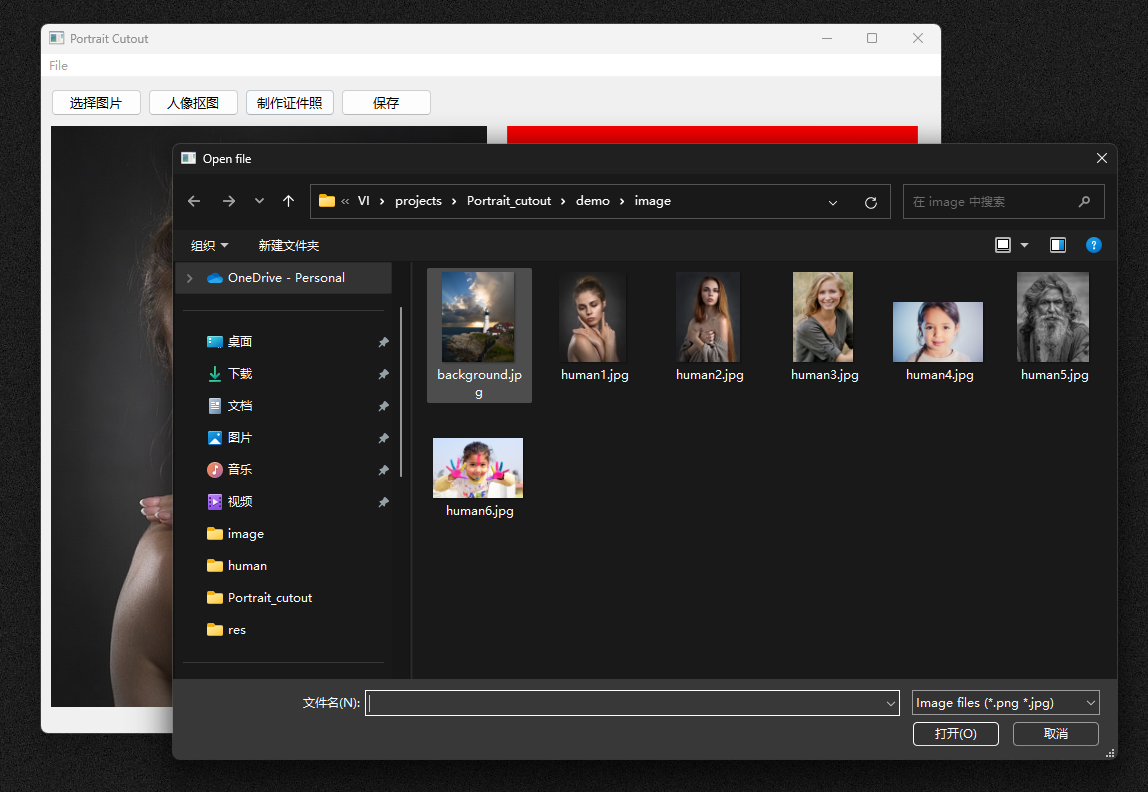 Portrait Cutout
File
选择图片 人像抠图 制作证件照 保存
Open file
« VI › projects › Portrait_cutout › demo › image
在 image 中搜索
组织 新建文件夹
OneDrive - Personal
桌面
下载
文档
图片
音乐
视频
image
human
Portrait_cutout
res
background.jp
g
human1.jpg
human2.jpg
human3.jpg
human4.jpg
human5.jpg
human6.jpg
文件名(N):
Image files (*.png *.jpg)
打开(O) 取消